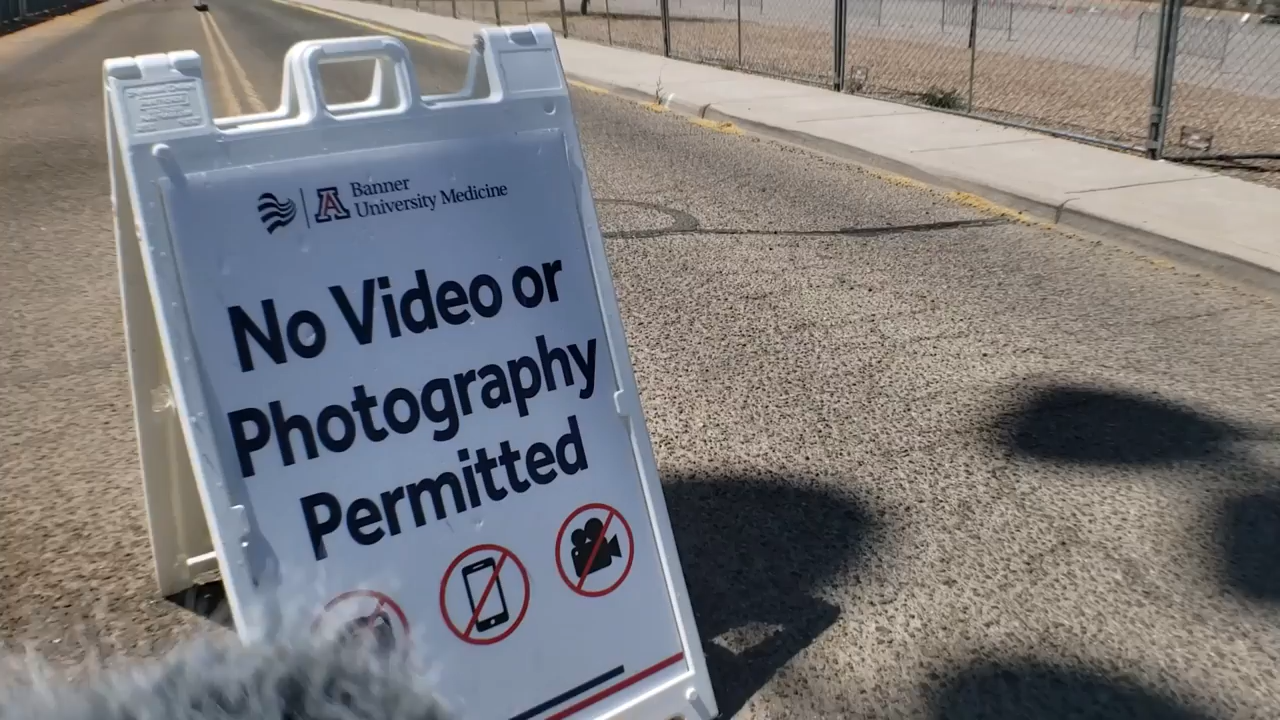 Banner
University Medicine
No Video or
Photography
Permitted